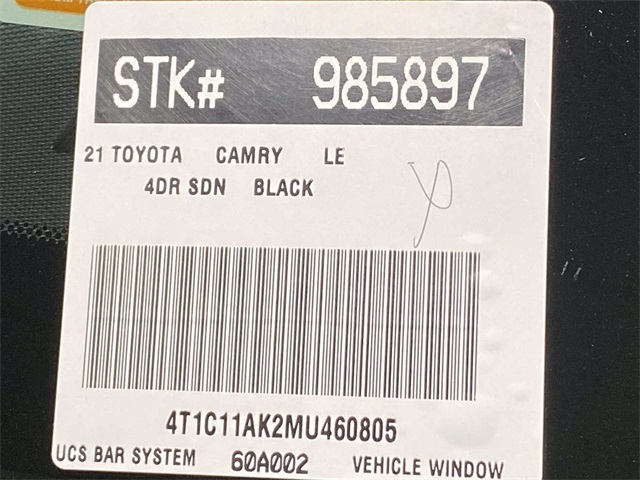 STK# 985897
21 TOYOTA CAMRY LE
4DR SDN BLACK
4T1C11AK2MU460805
UCS BAR SYSTEM 60A002 VEHICLE WINDOW